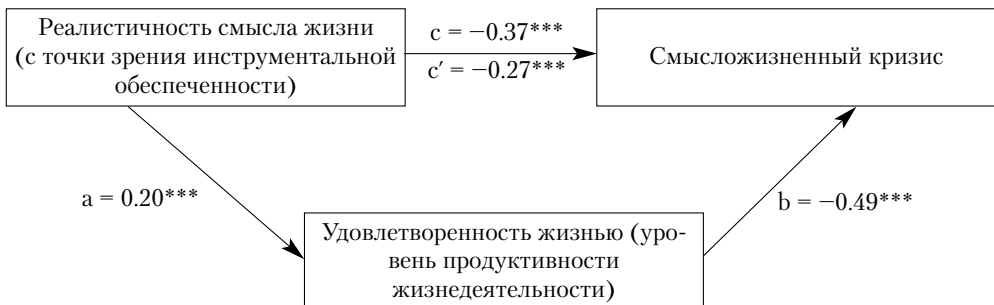 Реалистичность смысла жизни
(с точки зрения инструментальной
обеспеченности)
c = −0.37***
c′ = −0.27***
Смысложизненный кризис
a = 0.20***
b = −0.49***
Удовлетворенность жизнью (уро-
вень продуктивности
жизнедеятельности)